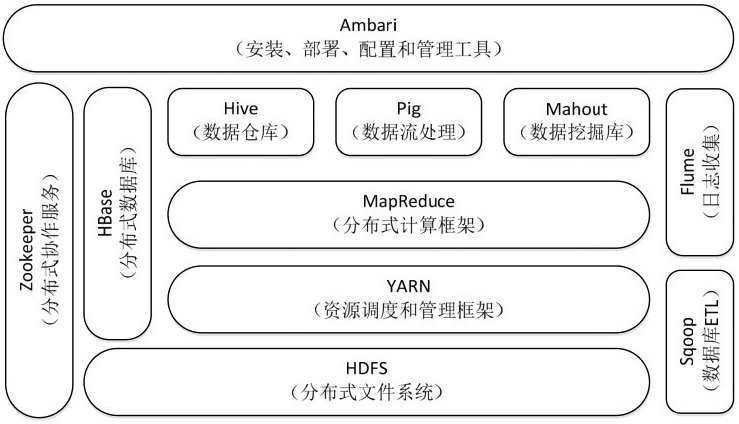 Ambari
（安装、部署、配置和管理工具）
Zookeeper
（分布式协作服务）
HBase
（分布式数据库）
Hive
（数据仓库）
Pig
（数据流处理）
Mahout
（数据挖掘库）
Flume
（日志收集）
MapReduce
（分布式计算框架）
YARN
（资源调度和管理框架）
Sqoop
（数据库ETL）
HDFS
（分布式文件系统）